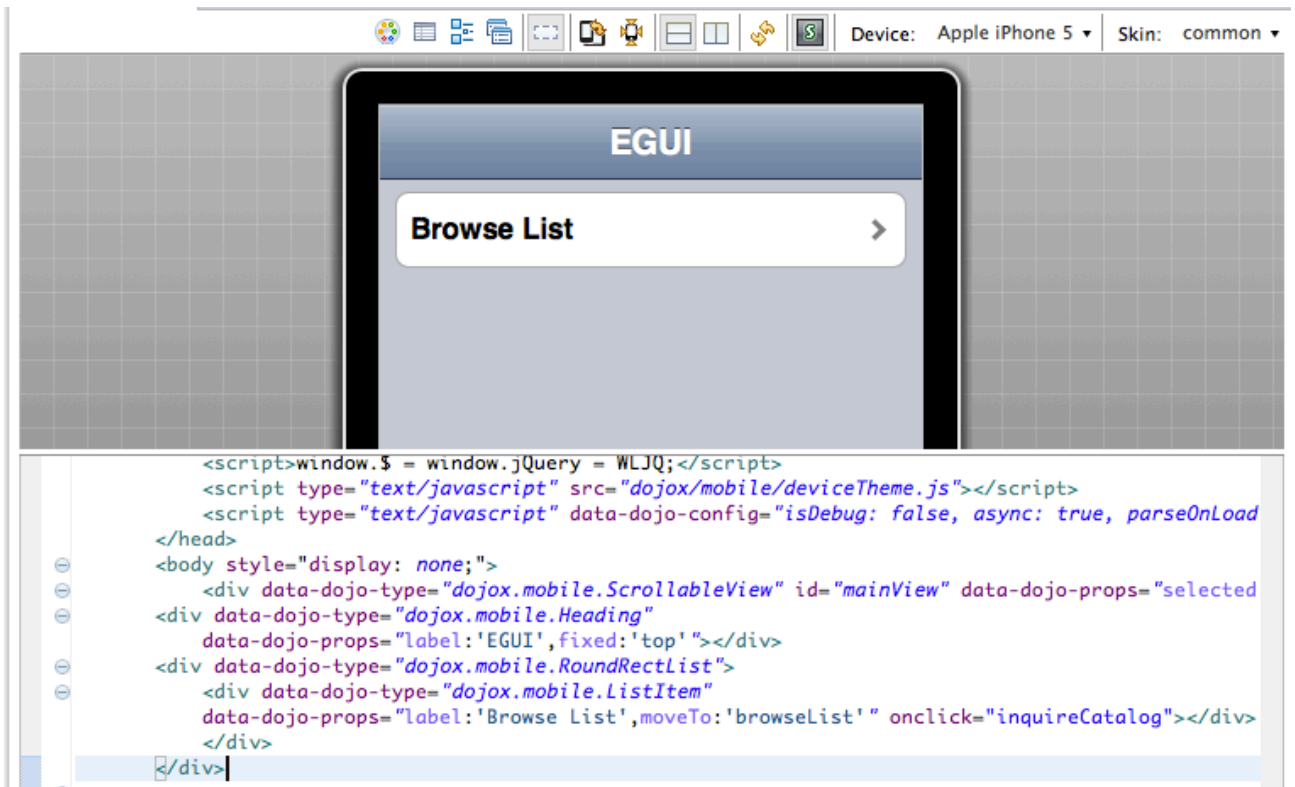 Device: Apple iPhone 5 ▾ Skin: common ▾
EGUI
Browse List
<script>window.$ = window.jQuery = WLJQ;</script>
<script type="text/javascript" src="dojox/mobile/deviceTheme.js"></script>
<script type="text/javascript" data-dojo-config="isDebug: false, async: true, parseOnLoad
</head>
<body style="display: none;">
<div data-dojo-type="dojox.mobile.ScrollableView" id="mainView" data-dojo-props="selected
<div data-dojo-type="dojox.mobile.Heading"
data-dojo-props="label:'EGUI',fixed:'top'"></div>
<div data-dojo-type="dojox.mobile.RoundRectList">
<div data-dojo-type="dojox.mobile.ListItem"
data-dojo-props="label:'Browse List',moveTo:'browseList'" onclick="inquireCatalog"></div>
</div>
</div>